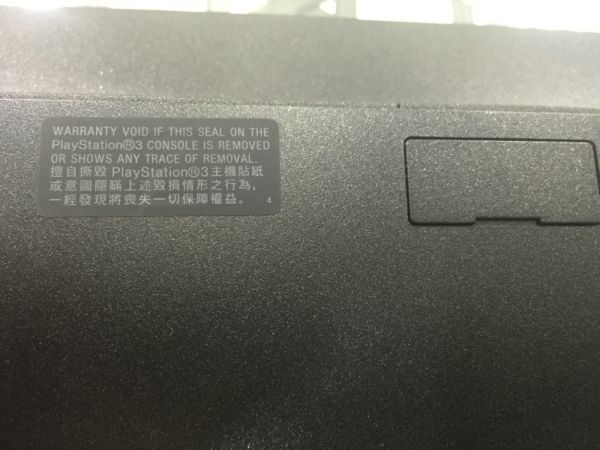 WARRANTY VOID IF THIS SEAL ON THE
PlayStation®3 CONSOLE IS REMOVED
OR SHOWS ANY TRACE OF REMOVAL.
擅自撕毀 PlayStation®3主機貼紙
或意圖隱瞞上述毀損情形之行為，
一經發現將喪失一切保障權益。 4